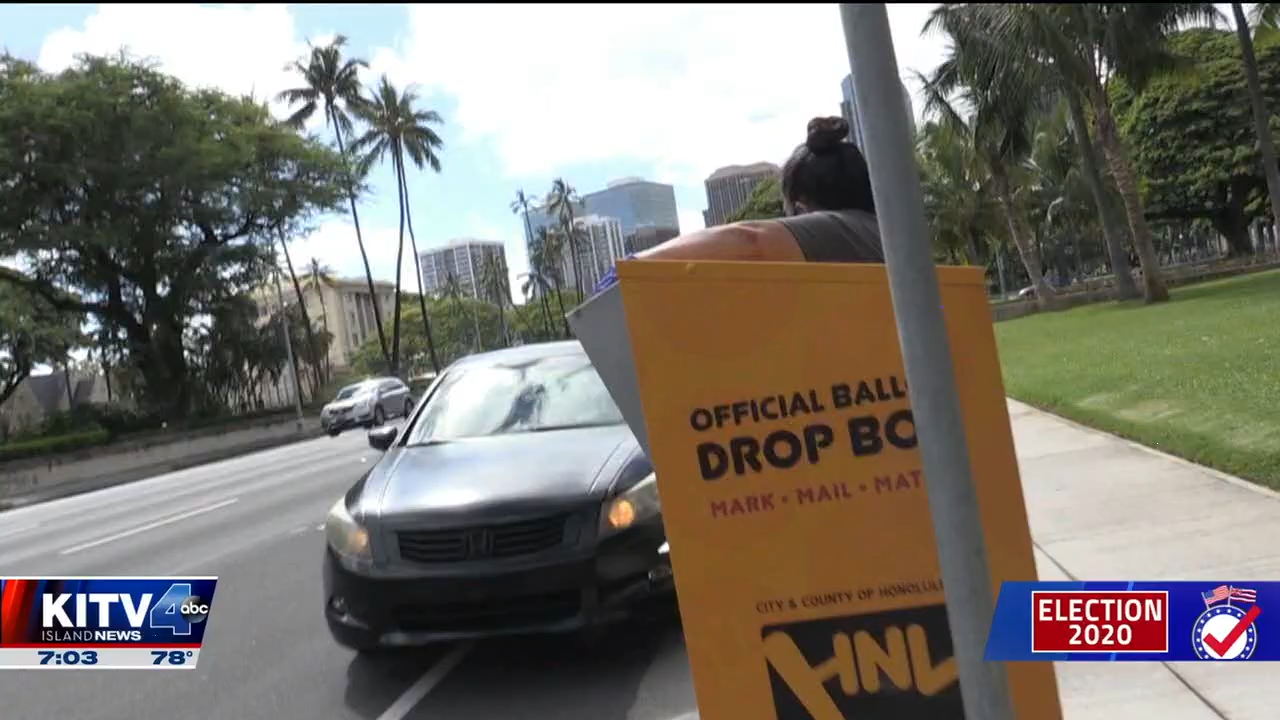 OFFICIAL BALLO
DROP BO
MARK • MAIL • MAT
CITY & COUNTY OF HONOLULU
HNL
KITV4 abc
ISLAND NEWS
7:03 78°
ELECTION
2020